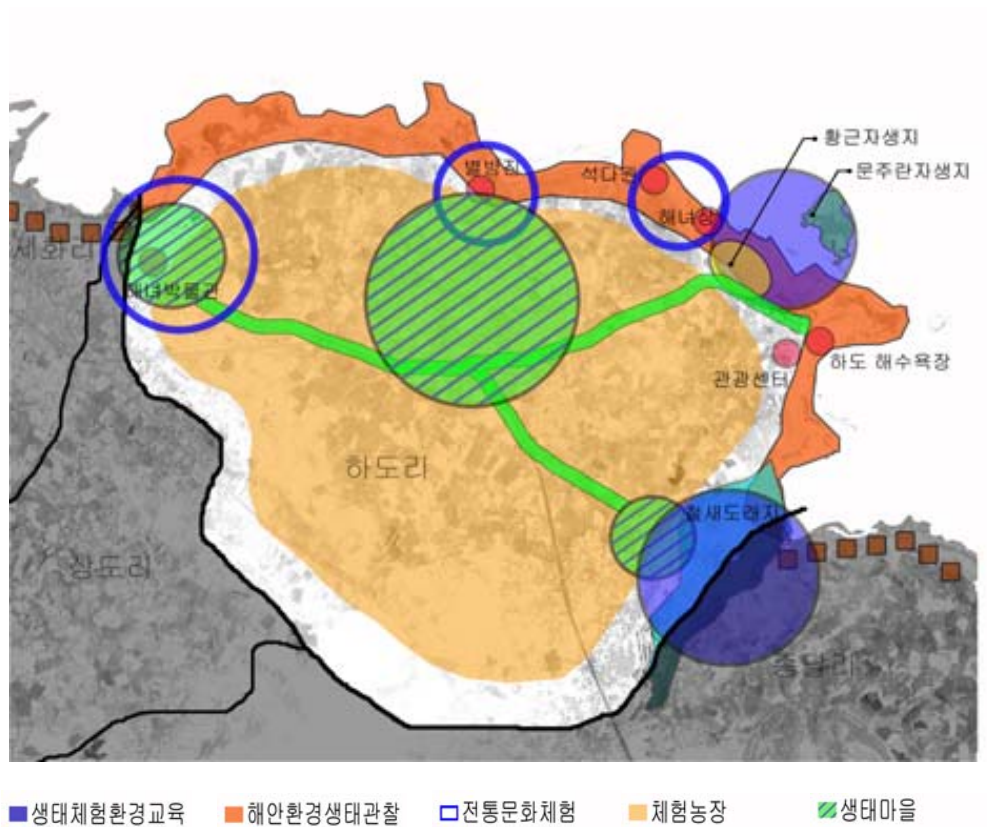 황근자생지
문주란자생지
별방진
석다원
해녀상
세화리
해녀박물관
하도 해수욕장
관광센터
하도리
철새도래지
상도리
종달리
생태체험환경교육
해안환경생태관찰
전통문화체험
체험농장
생태마을